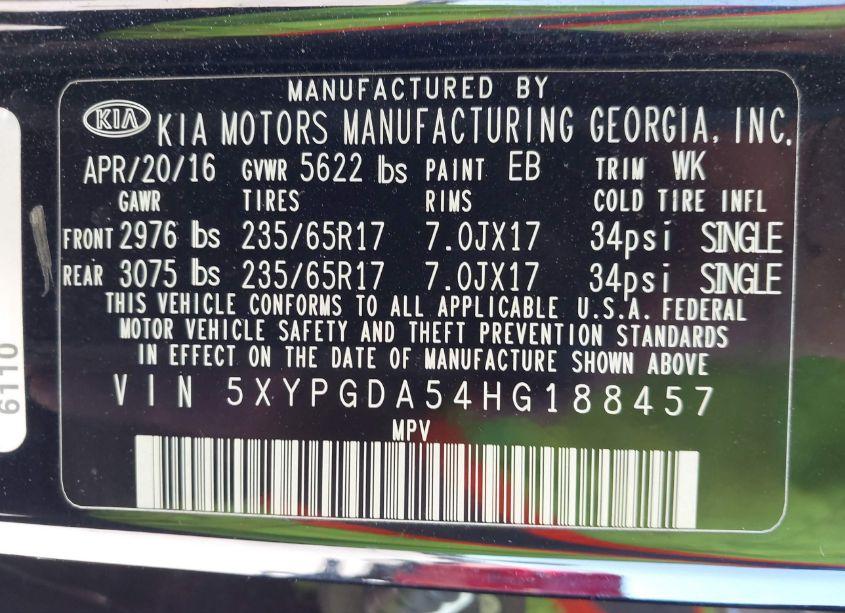 MANUFACTURED BY
KIA KIA MOTORS MANUFACTURING GEORGIA, INC.
APR/20/16 GVWR 5622 lbs PAINT EB TRIM WK
GAWR TIRES RIMS COLD TIRE INFL
FRONT 2976 lbs 235/65R17 7.0JX17 34psi SINGLE
REAR 3075 lbs 235/65R17 7.0JX17 34psi SINGLE
THIS VEHICLE CONFORMS TO ALL APPLICABLE U.S.A. FEDERAL
MOTOR VEHICLE SAFETY AND THEFT PREVENTION STANDARDS
IN EFFECT ON THE DATE OF MANUFACTURE SHOWN ABOVE
VIN 5XYPGDA54HG188457
MPV
6110